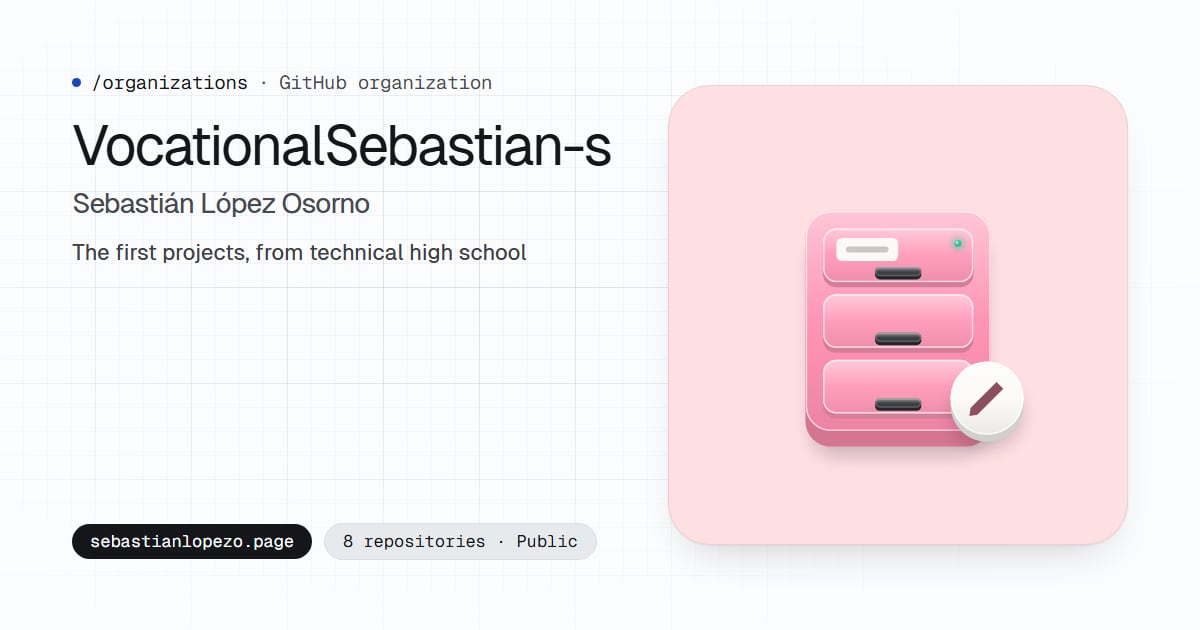 /organizations · GitHub organization
VocationalSebastian-s
Sebastián López Osorno
The first projects, from technical high school
sebastianlopezo.page
8 repositories · Public